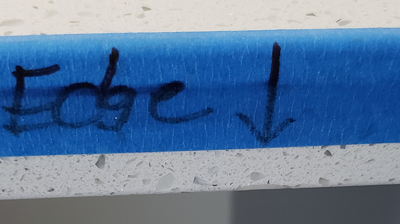 Edge ↓